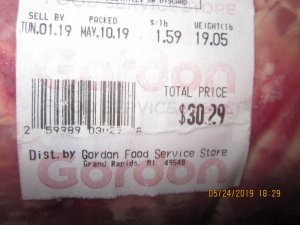 SELL BY PACKED $/lb WEIGHT(lb
JUN.01.19 MAY.10.19 1.59 19.05
TOTAL PRICE
$30.29
Dist. by Gordon Food Service Store
Grand Rapids, MI. 49548
Gordon
05/24/2019 18:29